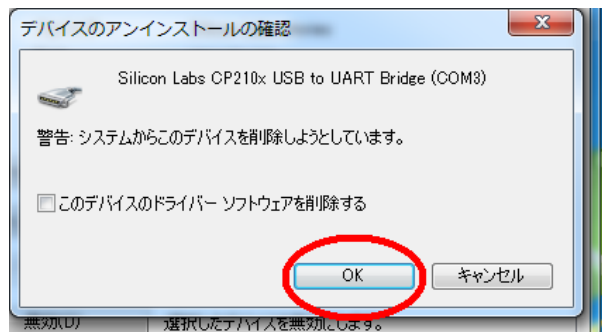 デバイスのアンインストールの確認
Silicon Labs CP210x USB to UART Bridge (COM3)
警告: システムからこのデバイスを削除しようとしています。
このデバイスのドライバー ソフトウェアを削除する
OK
キャンセル
無効(D)
選択したデバイスを無効にします。